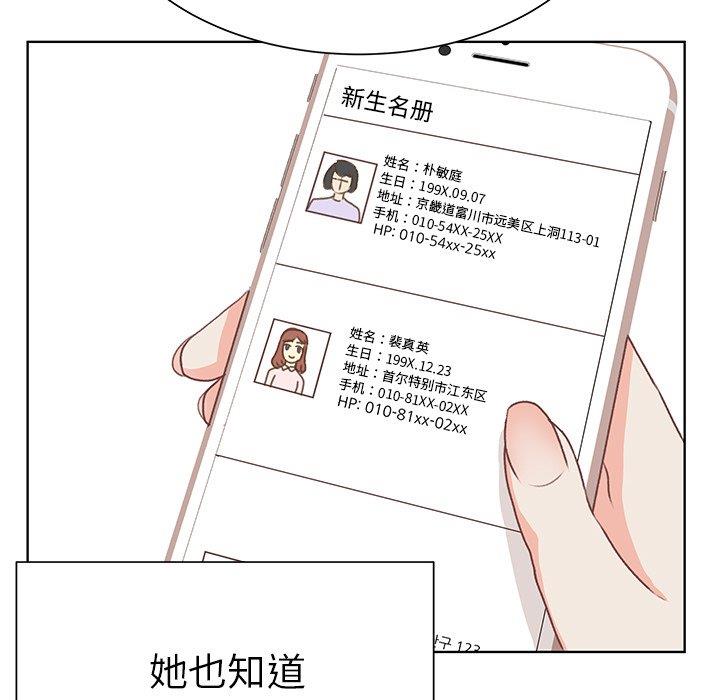 新生名册
姓名：朴敏庭
生日：199X.09.07
地址：京畿道富川市远美区上洞113-01
手机：010-54XX-25XX
HP: 010-54xx-25xx
姓名：裴真英
生日：199X.12.23
地址：首尔特别市江东区
手机：010-81XX-02XX
HP: 010-81xx-02xx
구 123
她也知道